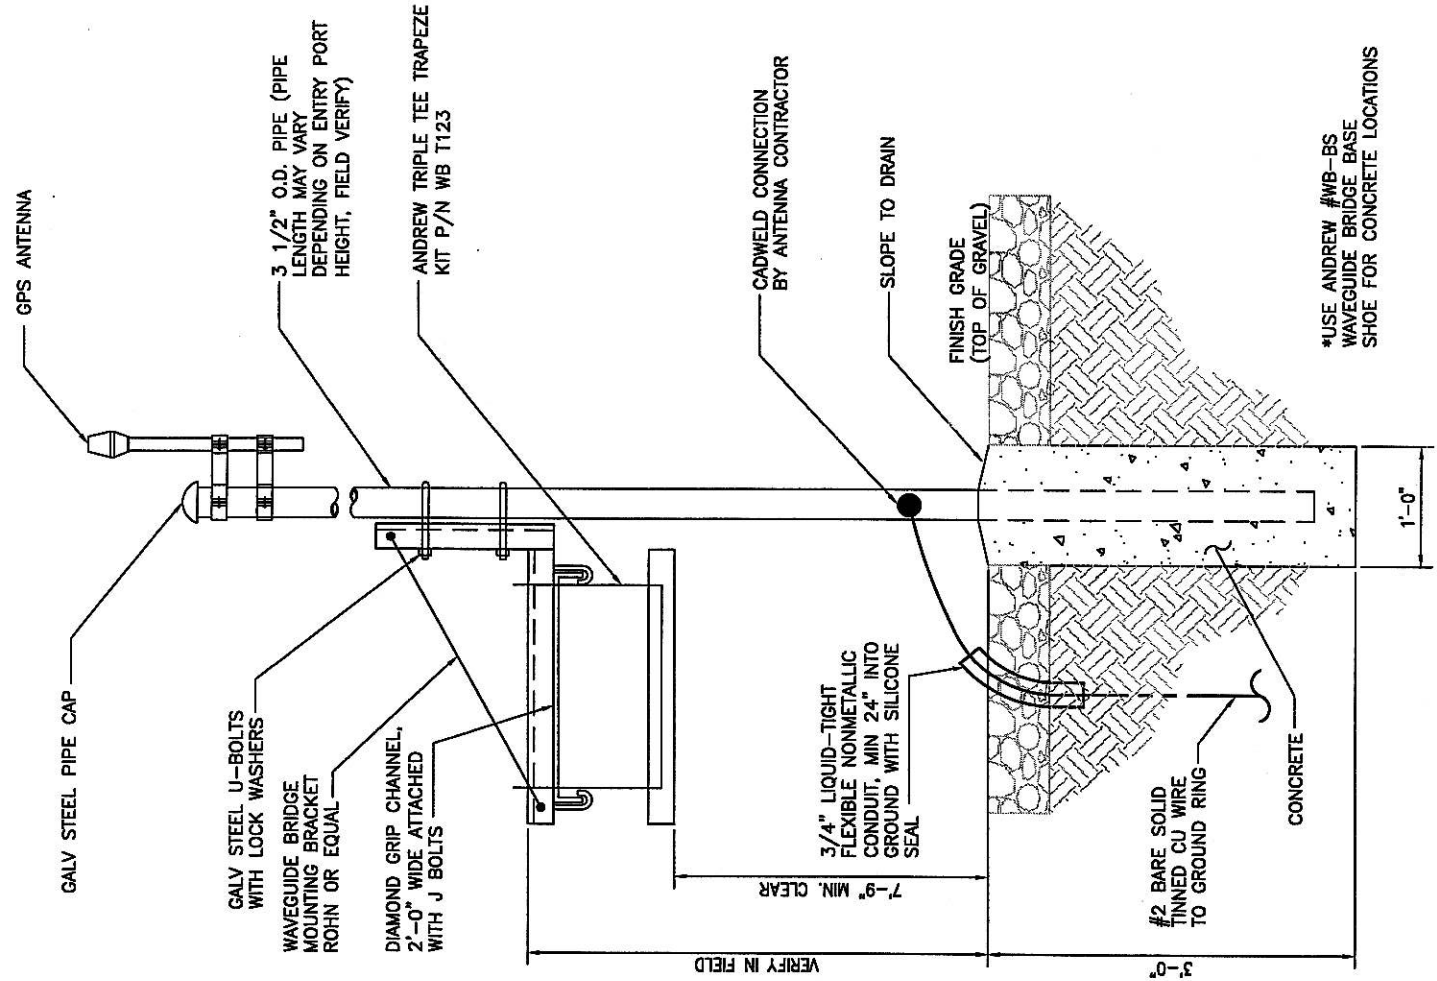 GPS ANTENNA
3 1/2" O.D. PIPE (PIPE
LENGTH MAY VARY
DEPENDING ON ENTRY PORT
HEIGHT, FIELD VERIFY)
ANDREW TRIPLE TEE TRAPEZE
KIT P/N WB T123
CADWELD CONNECTION
BY ANTENNA CONTRACTOR
SLOPE TO DRAIN
FINISH GRADE
(TOP OF GRAVEL)
*USE ANDREW #WB-BS
WAVEGUIDE BRIDGE BASE
SHOE FOR CONCRETE LOCATIONS
GALV STEEL PIPE CAP
GALV STEEL U-BOLTS
WITH LOCK WASHERS
WAVEGUIDE BRIDGE
MOUNTING BRACKET
ROHN OR EQUAL
DIAMOND GRIP CHANNEL,
2'-0" WIDE ATTACHED
WITH J BOLTS
3/4" LIQUID-TIGHT
FLEXIBLE NONMETALLIC
CONDUIT, MIN 24" INTO
GROUND WITH SILICONE
SEAL
#2 BARE SOLID
TINNED CU WIRE
TO GROUND RING
CONCRETE
7'-9" MIN. CLEAR
VERIFY IN FIELD
3'-0"
1'-0"